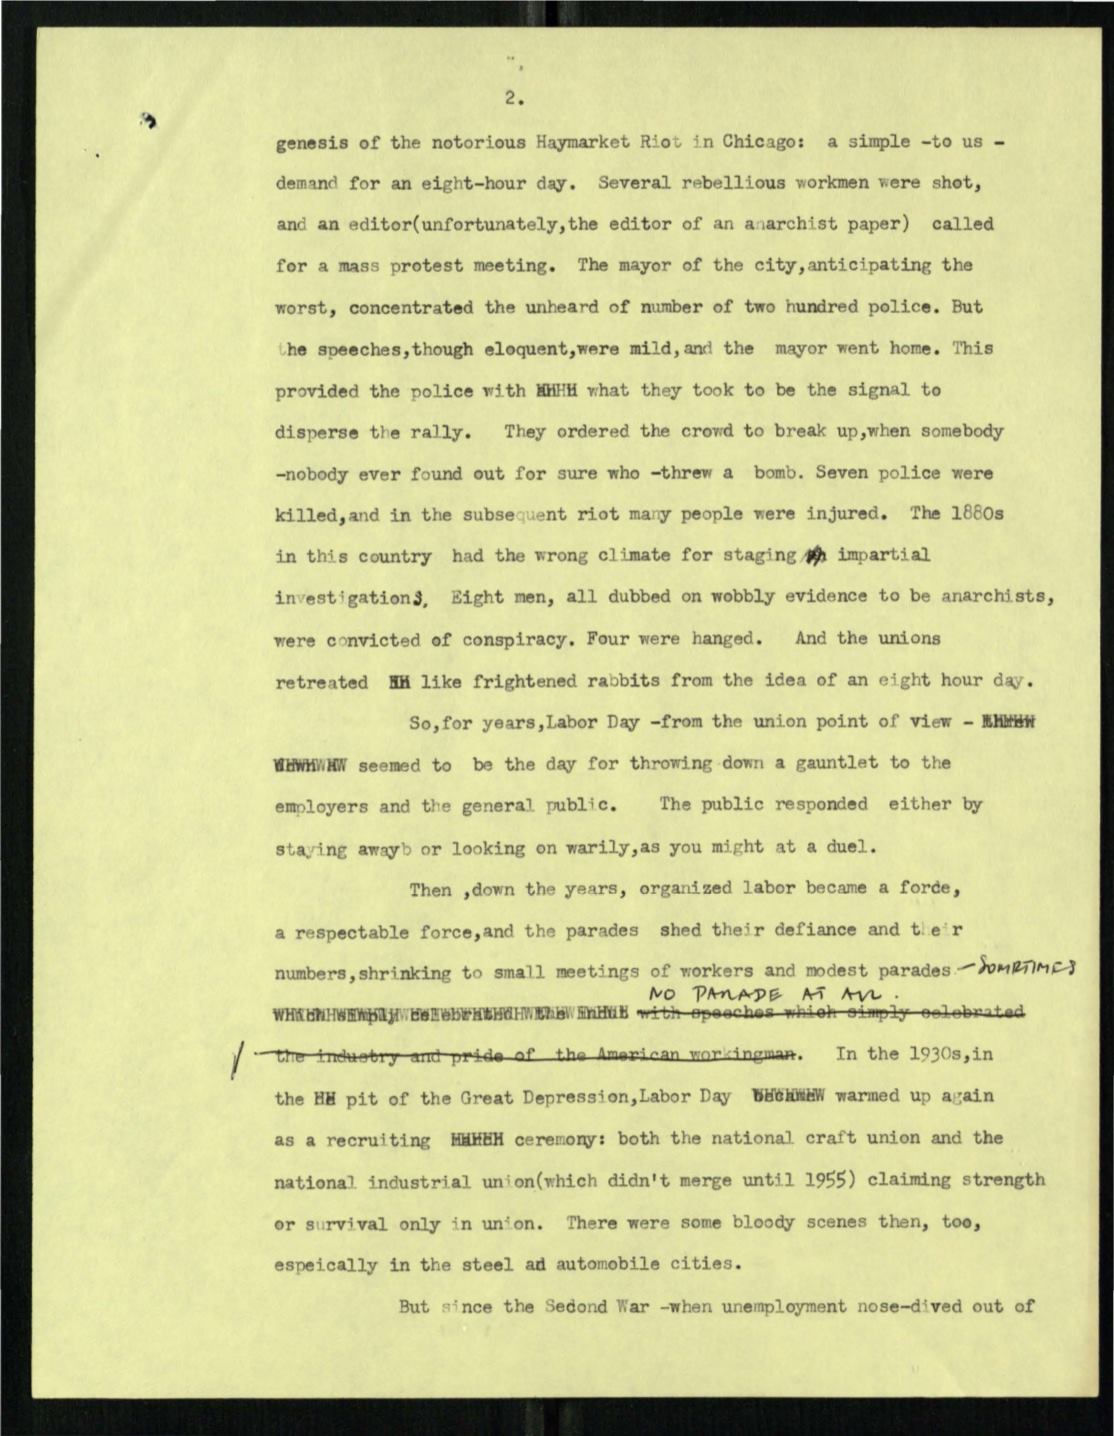 2.
genesis of the notorious Haymarket Riot in Chicago:  a simple -to us -
demand for an eight-hour day.  Several rebellious workmen were shot,
and an editor(unfortunately,the editor of an anarchist paper)  called
for a mass protest meeting.  The mayor of the city,anticipating the
worst, concentrated the unheard of number of two hundred police. But
the speeches,though eloquent,were mild,and the  mayor went home. This
provided the police with what they took to be the signal to
disperse the rally.   They ordered the crowd to break up,when somebody
-nobody ever found out for sure who -threw a  bomb. Seven police were
killed,and in the subsequent riot many people were injured.  The 1880s
in this country  had the wrong climate for staging impartial
investigations.  Eight men, all dubbed on wobbly evidence to be anarchists,
were convicted of conspiracy. Four were hanged.   And the unions
retreated like frightened rabbits from the idea of an eight hour day.
So,for years,Labor Day -from the union point of view -
seemed to  be the day for throwing down a gauntlet to the
employers and the general public.    The public responded  either by
staying awayb or looking on warily,as you might at a duel.
Then ,down the years, organized labor became a forde,
a respectable force,and the parades  shed their defiance and their
numbers,shrinking to small meetings of workers and modest parades - SOMETIMES
NO PARADE AT ALL.
with speeches which simply celebrated
the industry and pride of  the American workingman.   In the 1930s,in
the pit of the Great Depression,Labor Day warmed up again
as a recruiting ceremony: both the national craft union and the
national industrial union(which didn't merge until 1955) claiming strength
or survival only in union.  There were some bloody scenes then, too,
espeically in the steel ad automobile cities.
But since the Sedond War -when unemployment nose-dived out of